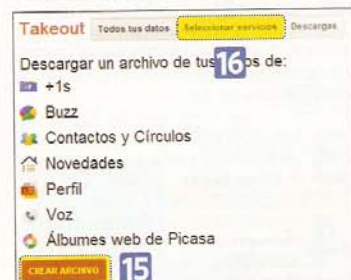 Takeout Todos tus datos Seleccionar servicios Descargas
Descargar un archivo de tus 16 os de:
+1s
Buzz
Contactos y Círculos
Novedades
Perfil
Voz
Álbumes web de Picasa
CREAR ARCHIVO 15